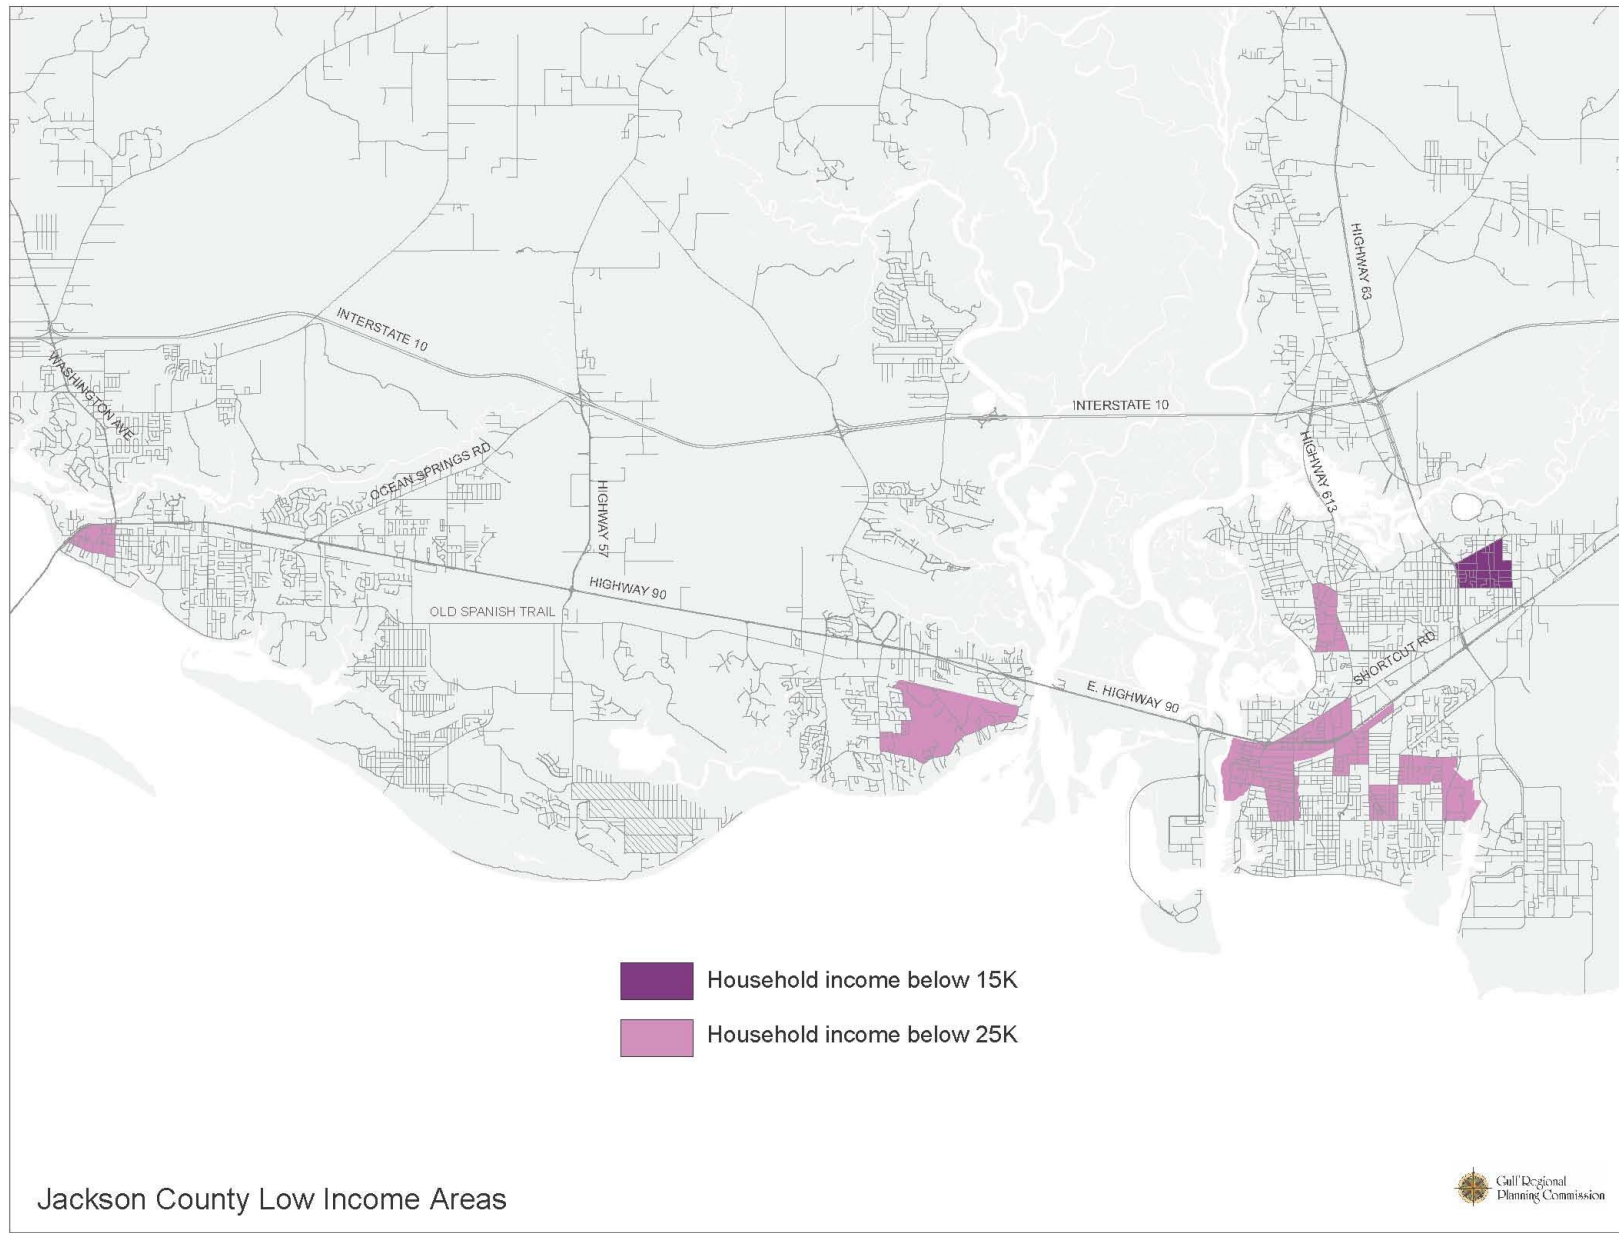 HIGHWAY 63
INTERSTATE 10
WASHINGTON AVE
INTERSTATE 10
HIGHWAY 613
OCEAN SPRINGS RD
HIGHWAY 57
HIGHWAY 90
OLD SPANISH TRAIL
SHORTCUT RD
E. HIGHWAY 90
Household income below 15K
Household income below 25K
Jackson County Low Income Areas
Gulf Regional
Planning Commission